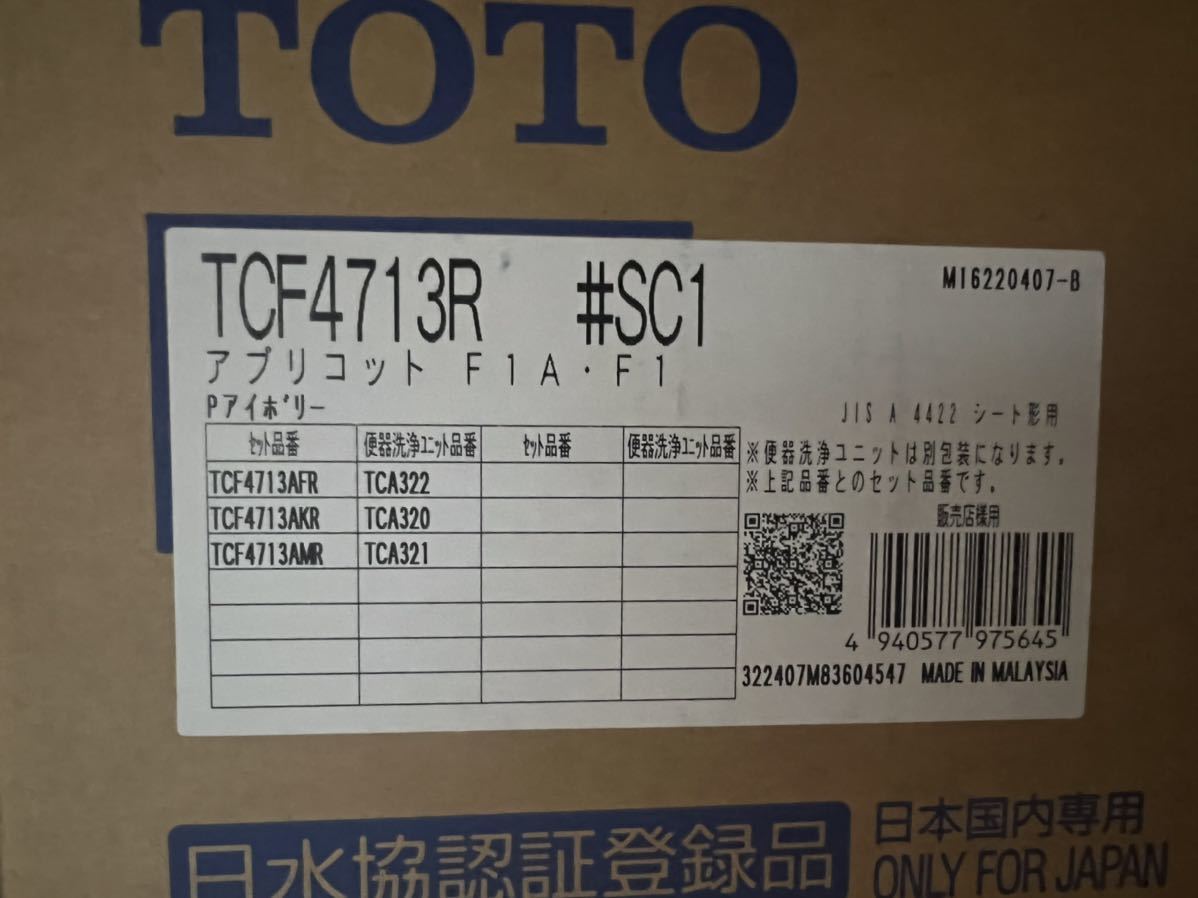 TOTO
TCF4713R #SC1
MI6220407-B
アプリコット F1A・F1
Pアイボリー
JIS A 4422 シート形用
セット品番 便器洗浄ユニット品番 セット品番 便器洗浄ユニット品番
TCF4713AFR TCA322
TCF4713AKR TCA320
TCF4713AMR TCA321
※便器洗浄ユニットは別包装になります。
※上記品番とのセット品番です。
販売店様用
4 940577 975645
322407M83604547 MADE IN MALAYSIA
日水協認証登録品
日本国内専用
ONLY FOR JAPAN